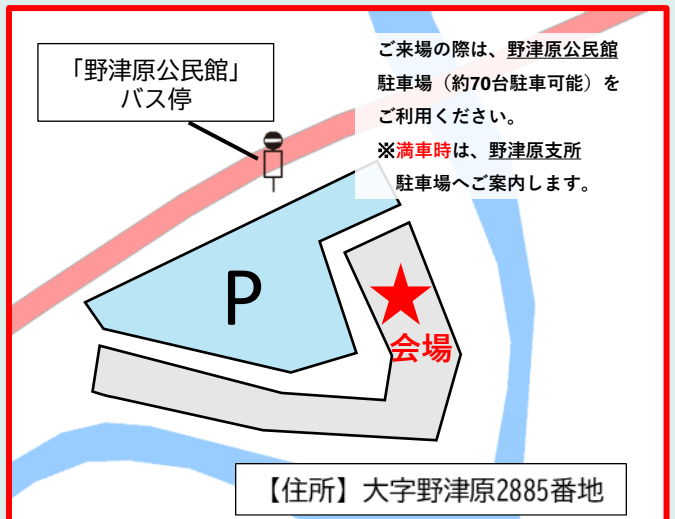 「野津原公民館」
バス停
ご来場の際は、野津原公民館
駐車場（約70台駐車可能）を
ご利用ください。
※満車時は、野津原支所
駐車場へご案内します。
P
会場
【住所】大字野津原2885番地